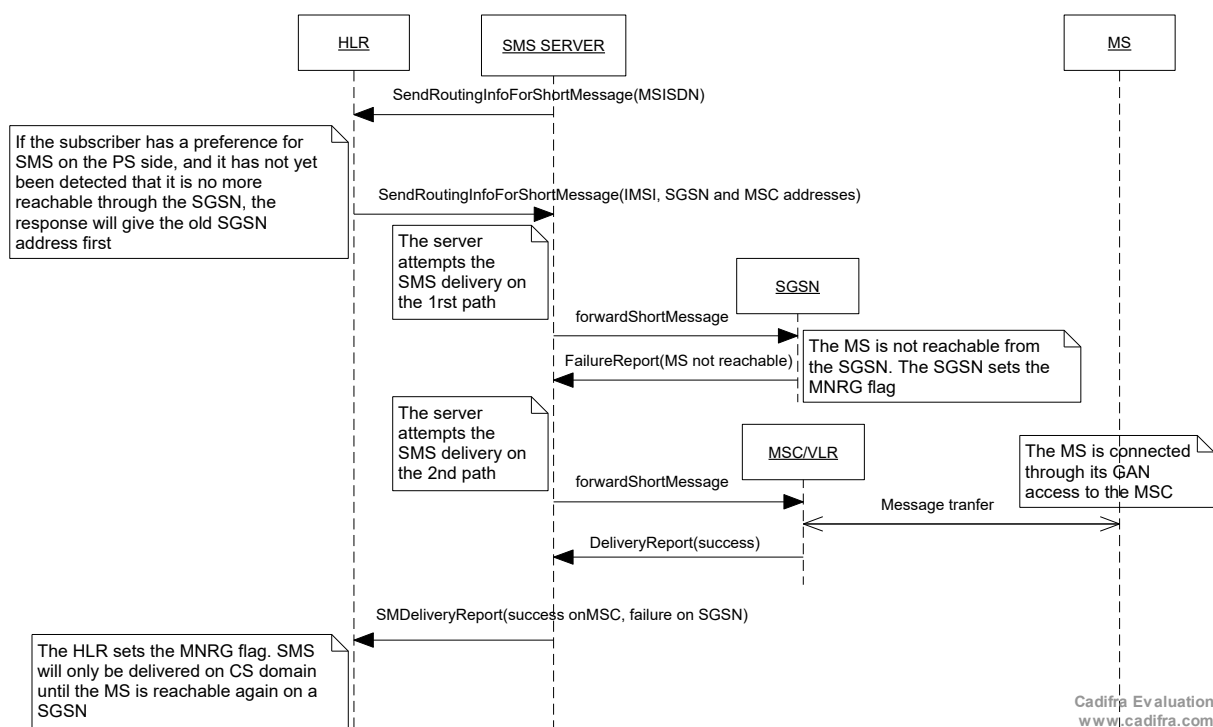 HLR
SMS SERVER
MS
SendRoutingInfoForShortMessage(MSISDN)
If the subscriber has a preference for
SMS on the PS side, and it has not yet
been detected that it is no more
reachable through the SGSN, the
response will give the old SGSN
address first
SendRoutingInfoForShortMessage(IMSI, SGSN and MSC addresses)
The server
attempts the
SMS delivery on
the 1rst path
SGSN
forwardShortMessage
The MS is not reachable from
the SGSN. The SGSN sets the
MNRG flag
FailureReport(MS not reachable)
The server
attempts the
SMS delivery on
the 2nd path
MSC/VLR
The MS is connected
through its GAN
access to the MSC
forwardShortMessage
Message tranfer
DeliveryReport(success)
SMDeliveryReport(success onMSC, failure on SGSN)
The HLR sets the MNRG flag. SMS
will only be delivered on CS domain
until the MS is reachable again on a
SGSN
Cadifra Evaluation
www.cadifra.com